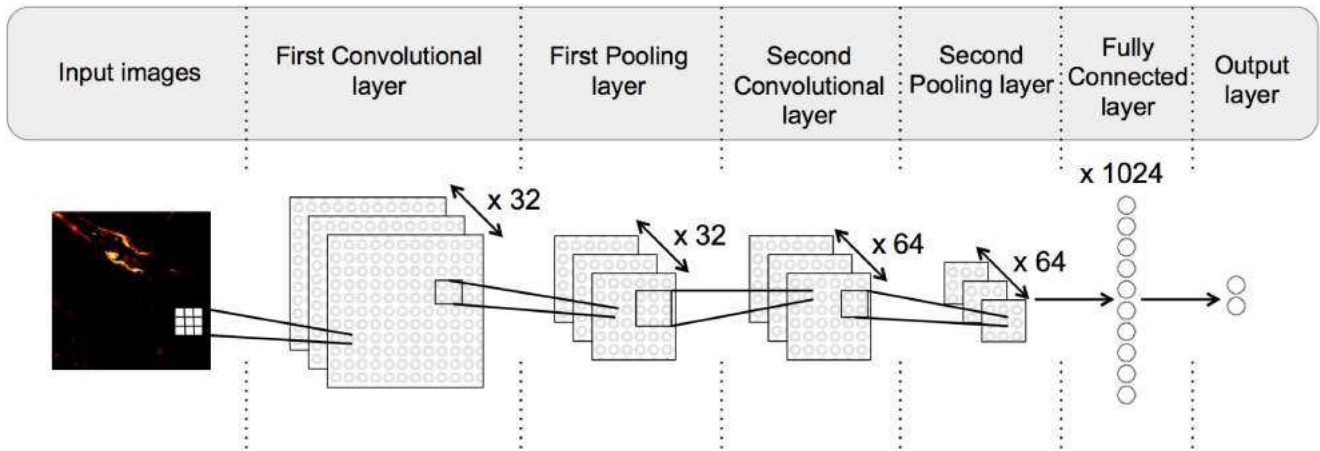 Input images
First Convolutional
layer
First Pooling
layer
Second
Convolutional
layer
Second
Pooling layer
Fully
Connected
layer
Output
layer
x 32
x 32
x 64
x 64
x 1024